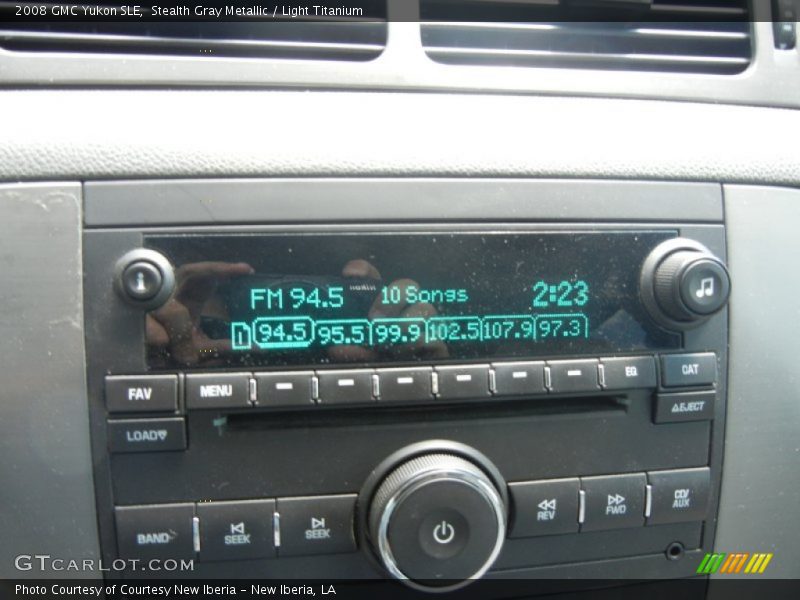 2008 GMC Yukon SLE,  Stealth Gray Metallic / Light Titanium
FM 94.5 10 Songs 2:23
1 94.5 95.5 99.9 102.5 107.9 97.3
FAV MENU EQ CAT
LOAD EJECT
BAND SEEK SEEK REV FWD CD/AUX
GTCARLOT.COM
Photo Courtesy of Courtesy New Iberia - New Iberia, LA